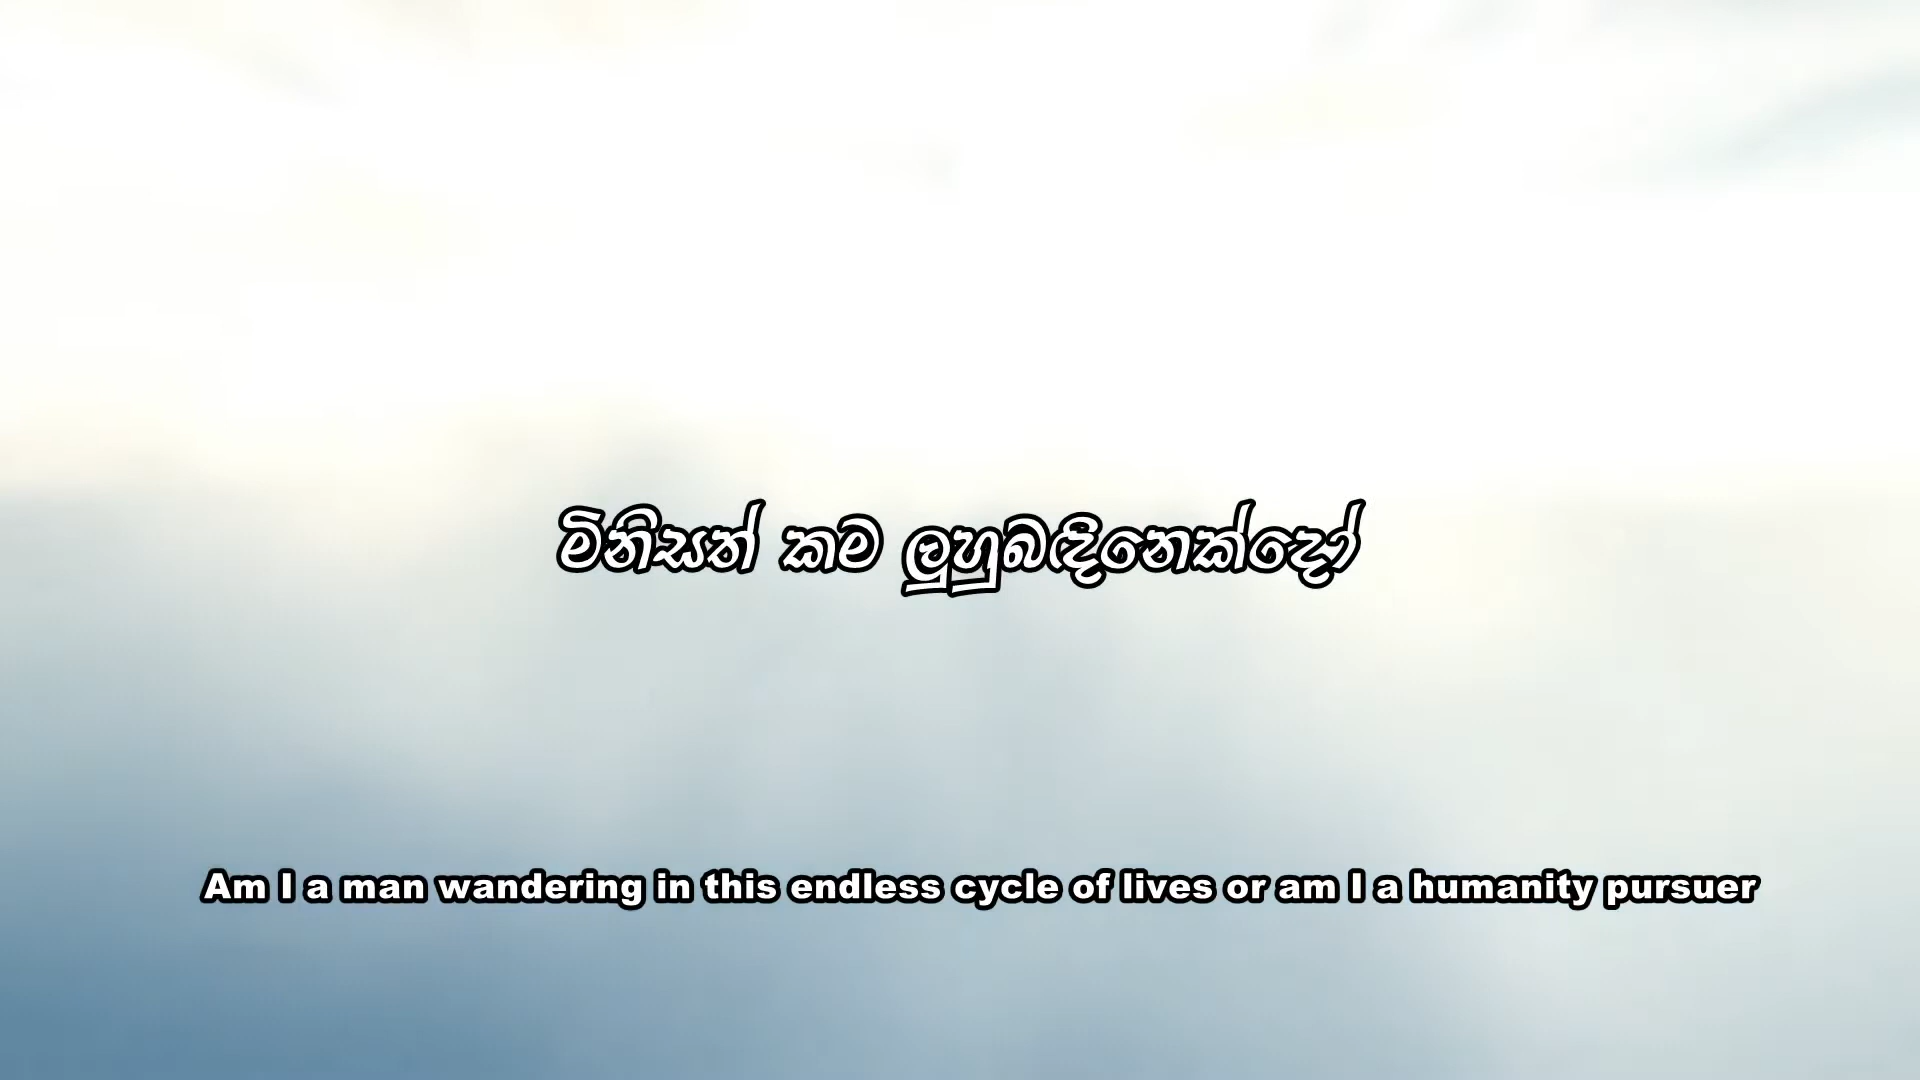 මිනිසත් කම ලුහුබඳිනෙක්දෝ
Am I a man wandering in this endless cycle of lives or am I a humanity pursuer